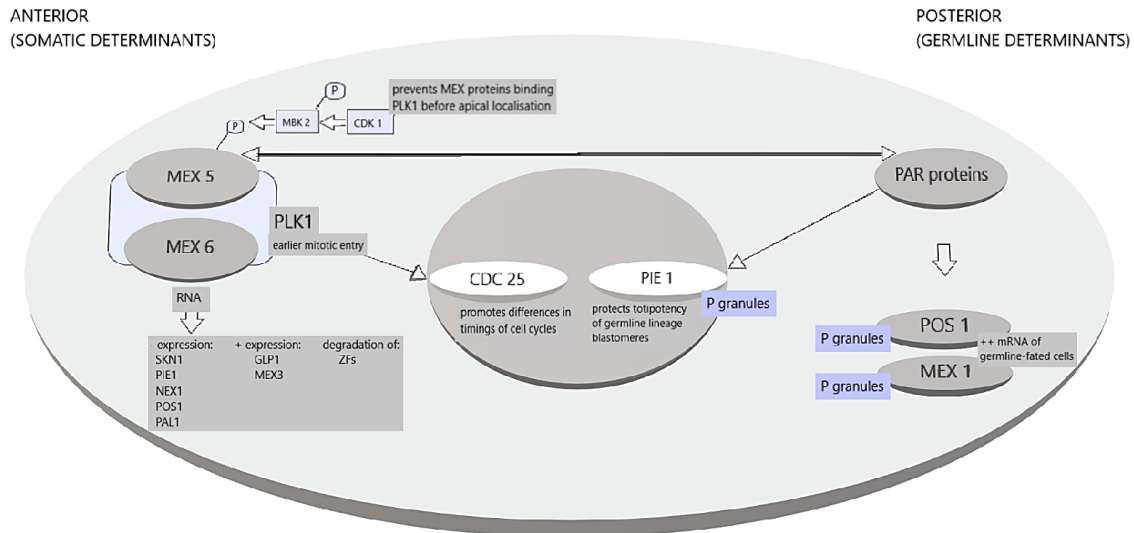 ANTERIOR
(SOMATIC DETERMINANTS)
POSTERIOR
(GERMLINE DETERMINANTS)
P
prevents MEX proteins binding
PLK1 before apical localisation
P
MBK 2
CDK 1
MEX 5
PAR proteins
MEX 6
PLK1
earlier mitotic entry
CDC 25
PIE 1
P granules
promotes differences in
timings of cell cycles
protects totipotency
of germline lineage
blastomeres
RNA
expression:
SKN1
PIE1
NEX1
POS1
PAL1
+ expression:
GLP1
MEX3
degradation of:
ZFs
POS 1
P granules
++ mRNA of
germline-fated cells
MEX 1
P granules